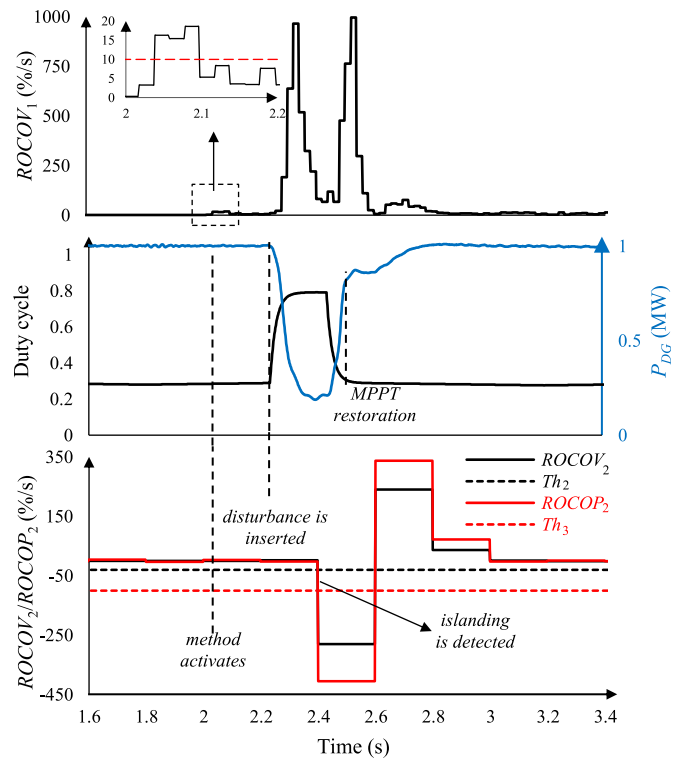 ROCOV1 (%/s)
1000
750
500
250
0
20
15
10
5
0
2
2.1
2.2
Duty cycle
1
0.8
0.6
0.4
0.2
0
MPPT
restoration
1
0.5
0
PDG (MW)
ROCOV2/ROCOP2 (%/s)
350
150
-50
-250
-450
disturbance is
inserted
method
activates
islanding
is detected
ROCOV2
Th2
ROCOP2
Th3
1.6
1.8
2
2.2
2.4
2.6
2.8
3
3.2
3.4
Time (s)